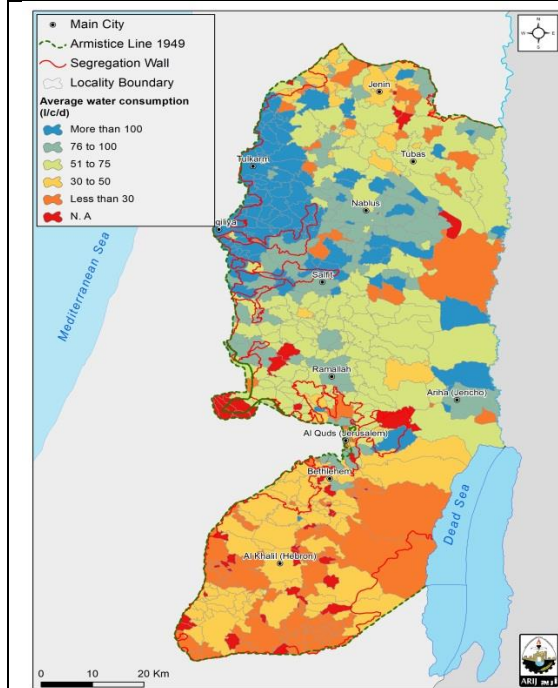 Main City
Armistice Line 1949
Segregation Wall
Locality Boundary
Average water consumption
(l/c/d)
More than 100
76 to 100
51 to 75
30 to 50
Less than 30
N. A
N
W
E
S
Jenin
Tulkarm
Tubas
Nablus
qiliya
Salfit
Mediterranean Sea
Ramallah
Ariha (Jericho)
Al Quds (Jerusalem)
Bethlehem
Dead Sea
Al Khalil (Hebron)
0 10 20 Km
ARIJ